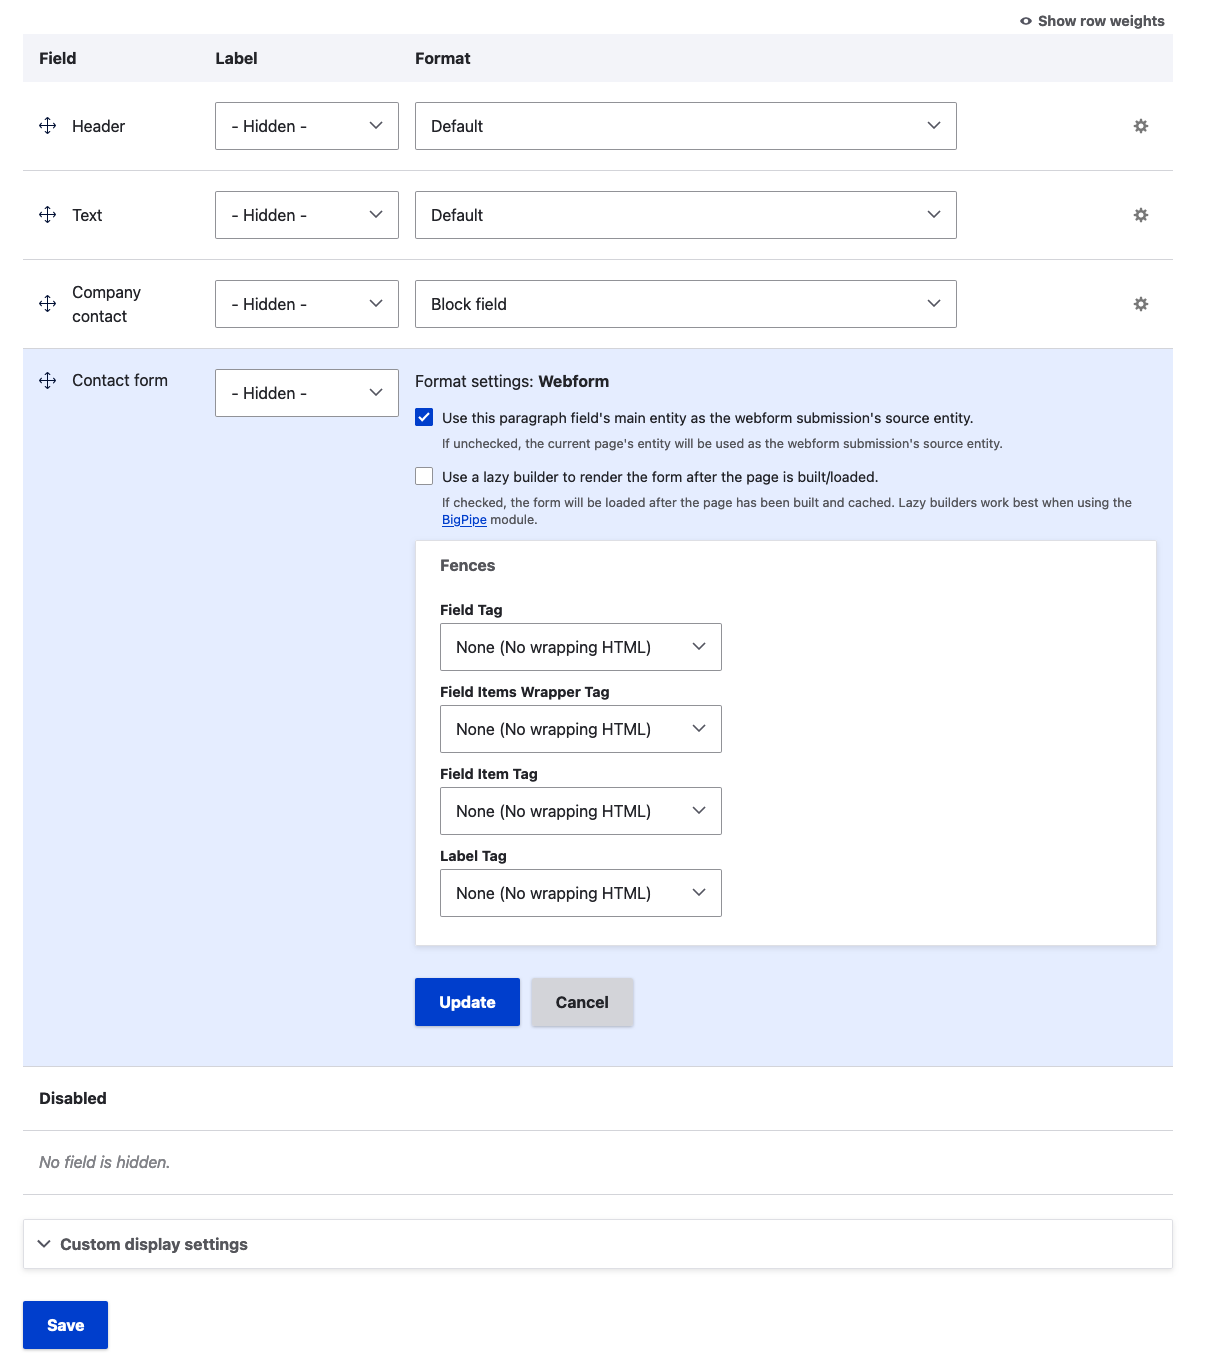 Show row weights
Field Label Format
Header - Hidden - Default
Text - Hidden - Default
Company contact - Hidden - Block field
Contact form - Hidden - Format settings: Webform
Use this paragraph field's main entity as the webform submission's source entity.
If unchecked, the current page's entity will be used as the webform submission's source entity.
Use a lazy builder to render the form after the page is built/loaded.
If checked, the form will be loaded after the page has been built and cached. Lazy builders work best when using the
BigPipe module.
Fences
Field Tag
None (No wrapping HTML)
Field Items Wrapper Tag
None (No wrapping HTML)
Field Item Tag
None (No wrapping HTML)
Label Tag
None (No wrapping HTML)
Update Cancel
Disabled
No field is hidden.
Custom display settings
Save